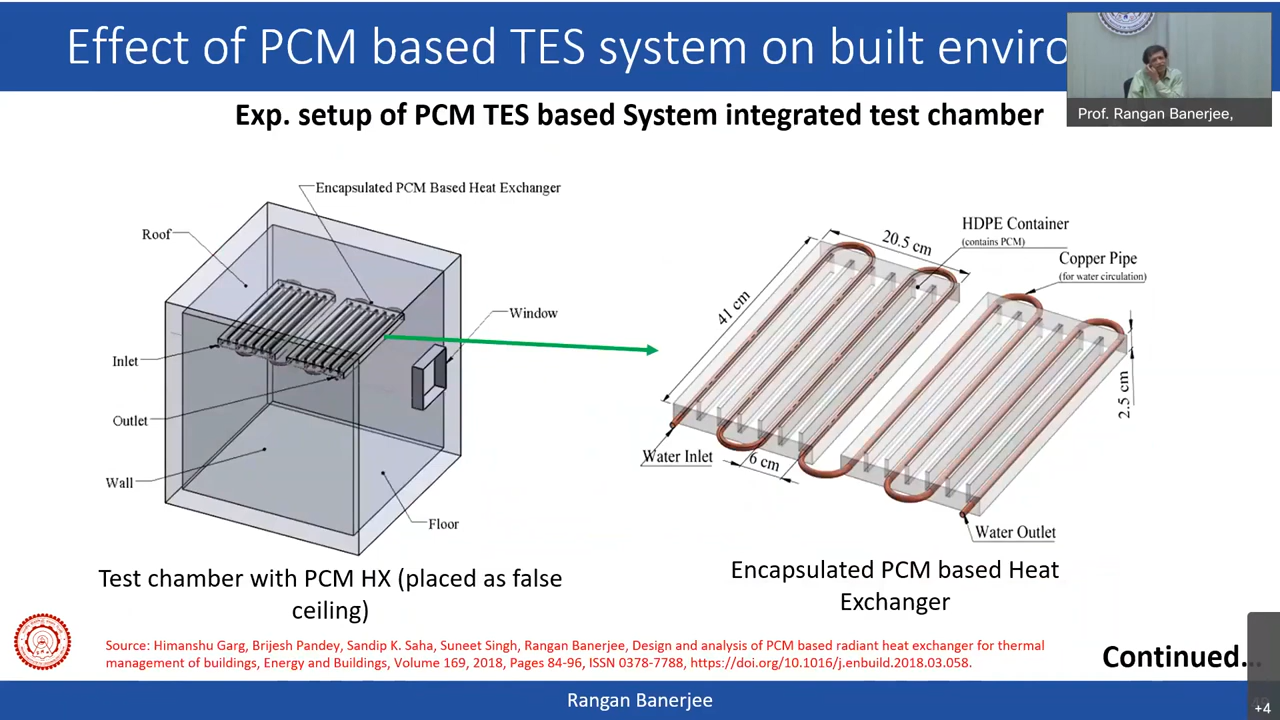 Effect of PCM based TES system on built enviro
Prof. Rangan Banerjee,
Exp. setup of PCM TES based System integrated test chamber
Encapsulated PCM Based Heat Exchanger
Roof
Window
Inlet
Outlet
Wall
Floor
HDPE Container
(contains PCM)
20.5 cm
Copper Pipe
(for water circulation)
41 cm
2.5 cm
Water Inlet
6 cm
Water Outlet
Test chamber with PCM HX (placed as false
ceiling)
Encapsulated PCM based Heat
Exchanger
Source: Himanshu Garg, Brijesh Pandey, Sandip K. Saha, Suneet Singh, Rangan Banerjee, Design and analysis of PCM based radiant heat exchanger for thermal
management of buildings, Energy and Buildings, Volume 169, 2018, Pages 84-96, ISSN 0378-7788, https://doi.org/10.1016/j.enbuild.2018.03.058.
Continued...
Rangan Banerjee
+4